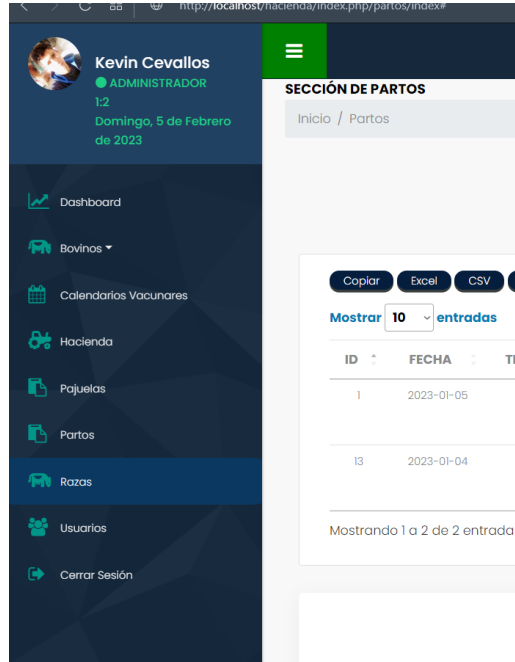 http://localhost/hacienda/index.php/partos/index#
Kevin Cevallos
ADMINISTRADOR
1:2
Domingo, 5 de Febrero
de 2023
Dashboard
Bovinos
Calendarios Vacunares
Hacienda
Pajuelas
Partos
Razas
Usuarios
Cerrar Sesión
SECCIÓN DE PARTOS
Inicio / Partos
Copiar Excel CSV
Mostrar 10 entradas
ID FECHA
1 2023-01-05
13 2023-01-04
Mostrando 1 a 2 de 2 entrada